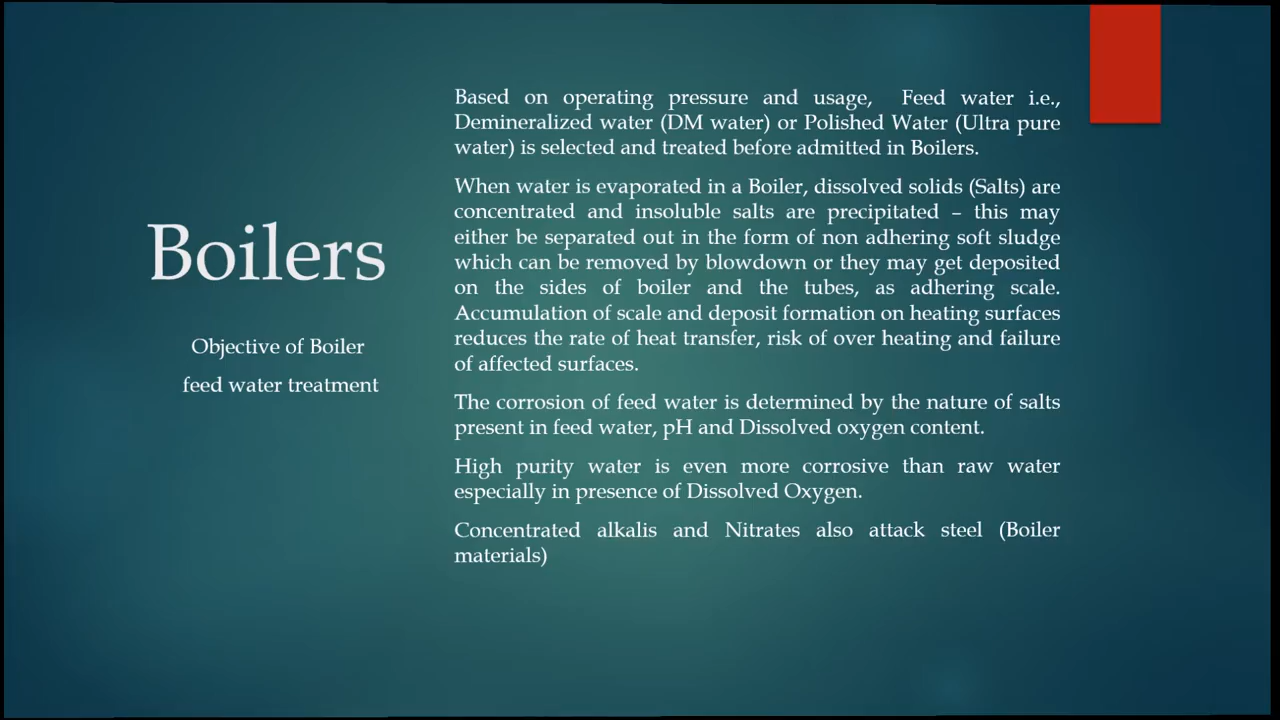 Boilers
Objective of Boiler
feed water treatment
Based on operating pressure and usage, Feed water i.e.,
Demineralized water (DM water) or Polished Water (Ultra pure
water) is selected and treated before admitted in Boilers.
When water is evaporated in a Boiler, dissolved solids (Salts) are
concentrated and insoluble salts are precipitated – this may
either be separated out in the form of non adhering soft sludge
which can be removed by blowdown or they may get deposited
on the sides of boiler and the tubes, as adhering scale.
Accumulation of scale and deposit formation on heating surfaces
reduces the rate of heat transfer, risk of over heating and failure
of affected surfaces.
The corrosion of feed water is determined by the nature of salts
present in feed water, pH and Dissolved oxygen content.
High purity water is even more corrosive than raw water
especially in presence of Dissolved Oxygen.
Concentrated alkalis and Nitrates also attack steel (Boiler
materials)